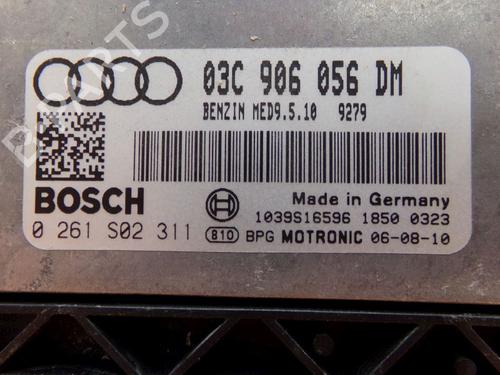 03C 906 056 DM
BENZIN MED9.5.10 9279
BOSCH
Made in Germany
1039S16596 1850 0323
0 261 S02 311 810 BPG MOTRONIC 06-08-10
B-PARTS